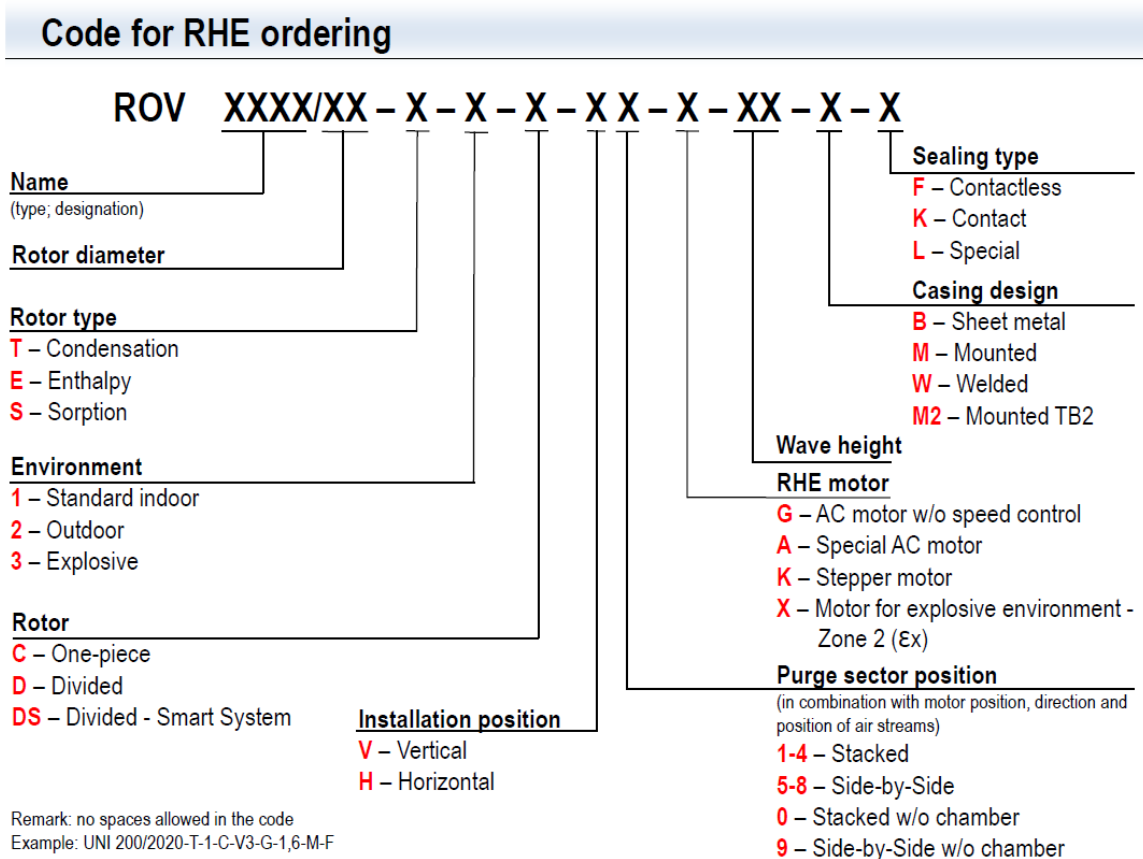 Code for RHE ordering
ROV XXXX/XX – X – X – X – X X – X – XX – X – X
Name
(type; designation)
Rotor diameter
Rotor type
T – Condensation
E – Enthalpy
S – Sorption
Environment
1 – Standard indoor
2 – Outdoor
3 – Explosive
Rotor
C – One-piece
D – Divided
DS – Divided - Smart System
Installation position
V – Vertical
H – Horizontal
Sealing type
F – Contactless
K – Contact
L – Special
Casing design
B – Sheet metal
M – Mounted
W – Welded
M2 – Mounted TB2
Wave height
RHE motor
G – AC motor w/o speed control
A – Special AC motor
K – Stepper motor
X – Motor for explosive environment -
Zone 2 (Ɛx)
Purge sector position
(in combination with motor position, direction and
position of air streams)
1-4 – Stacked
5-8 – Side-by-Side
0 – Stacked w/o chamber
9 – Side-by-Side w/o chamber
Remark: no spaces allowed in the code
Example: UNI 200/2020-T-1-C-V3-G-1,6-M-F